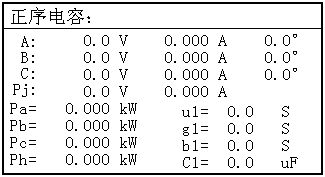 正序电容：
A: 0.0 V 0.000 A 0.0°
B: 0.0 V 0.000 A 0.0°
C: 0.0 V 0.000 A 0.0°
Pj: 0.0 V 0.000 A
Pa= 0.000 kW u1= 0.0 S
Pb= 0.000 kW g1= 0.0 S
Pc= 0.000 kW b1= 0.0 S
Ph= 0.000 kW C1= 0.0 uF